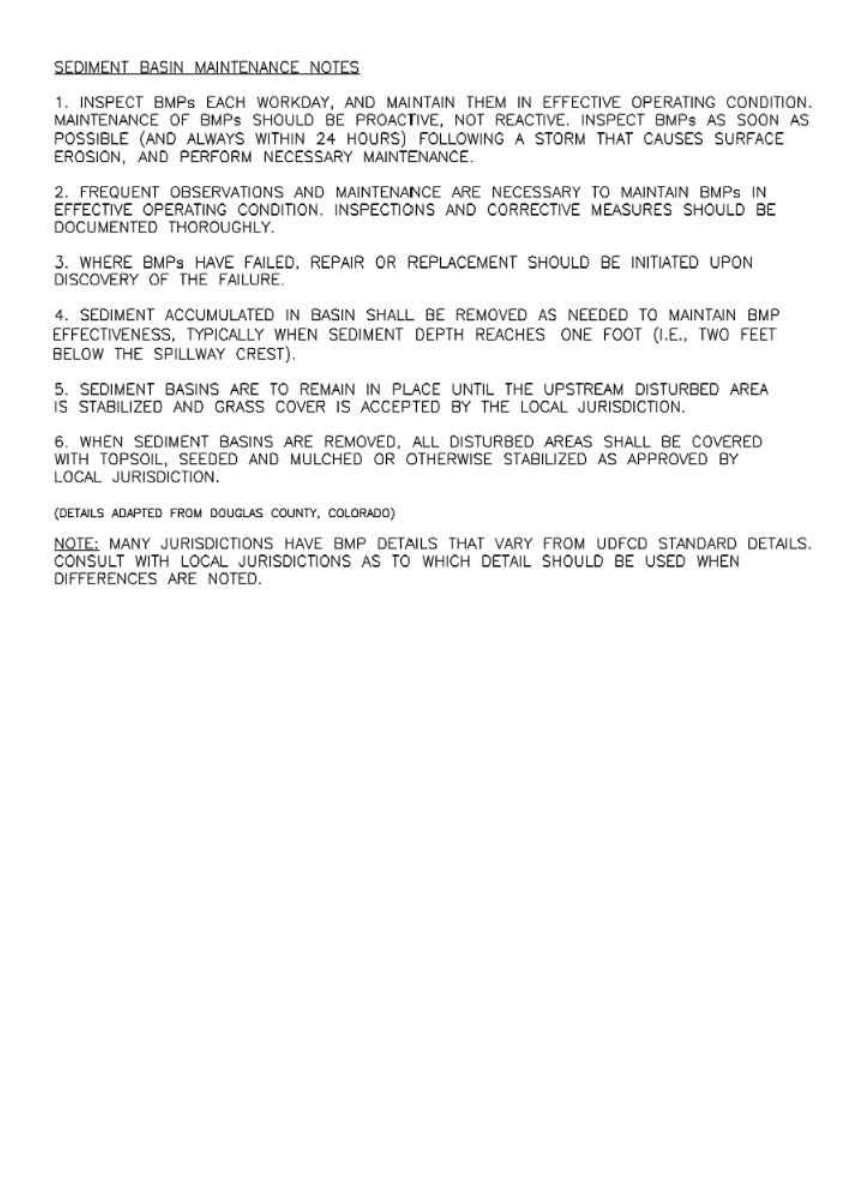 SEDIMENT BASIN MAINTENANCE NOTES
1. INSPECT BMPs EACH WORKDAY, AND MAINTAIN THEM IN EFFECTIVE OPERATING CONDITION.
MAINTENANCE OF BMPs SHOULD BE PROACTIVE, NOT REACTIVE. INSPECT BMPs AS SOON AS
POSSIBLE (AND ALWAYS WITHIN 24 HOURS) FOLLOWING A STORM THAT CAUSES SURFACE
EROSION, AND PERFORM NECESSARY MAINTENANCE.
2. FREQUENT OBSERVATIONS AND MAINTENANCE ARE NECESSARY TO MAINTAIN BMPs IN
EFFECTIVE OPERATING CONDITION. INSPECTIONS AND CORRECTIVE MEASURES SHOULD BE
DOCUMENTED THOROUGHLY.
3. WHERE BMPs HAVE FAILED, REPAIR OR REPLACEMENT SHOULD BE INITIATED UPON
DISCOVERY OF THE FAILURE.
4. SEDIMENT ACCUMULATED IN BASIN SHALL BE REMOVED AS NEEDED TO MAINTAIN BMP
EFFECTIVENESS, TYPICALLY WHEN SEDIMENT DEPTH REACHES ONE FOOT (I.E., TWO FEET
BELOW THE SPILLWAY CREST).
5. SEDIMENT BASINS ARE TO REMAIN IN PLACE UNTIL THE UPSTREAM DISTURBED AREA
IS STABILIZED AND GRASS COVER IS ACCEPTED BY THE LOCAL JURISDICTION.
6. WHEN SEDIMENT BASINS ARE REMOVED, ALL DISTURBED AREAS SHALL BE COVERED
WITH TOPSOIL, SEEDED AND MULCHED OR OTHERWISE STABILIZED AS APPROVED BY
LOCAL JURISDICTION.
(DETAILS ADAPTED FROM DOUGLAS COUNTY, COLORADO)
NOTE: MANY JURISDICTIONS HAVE BMP DETAILS THAT VARY FROM UDFCD STANDARD DETAILS.
CONSULT WITH LOCAL JURISDICTIONS AS TO WHICH DETAIL SHOULD BE USED WHEN
DIFFERENCES ARE NOTED.